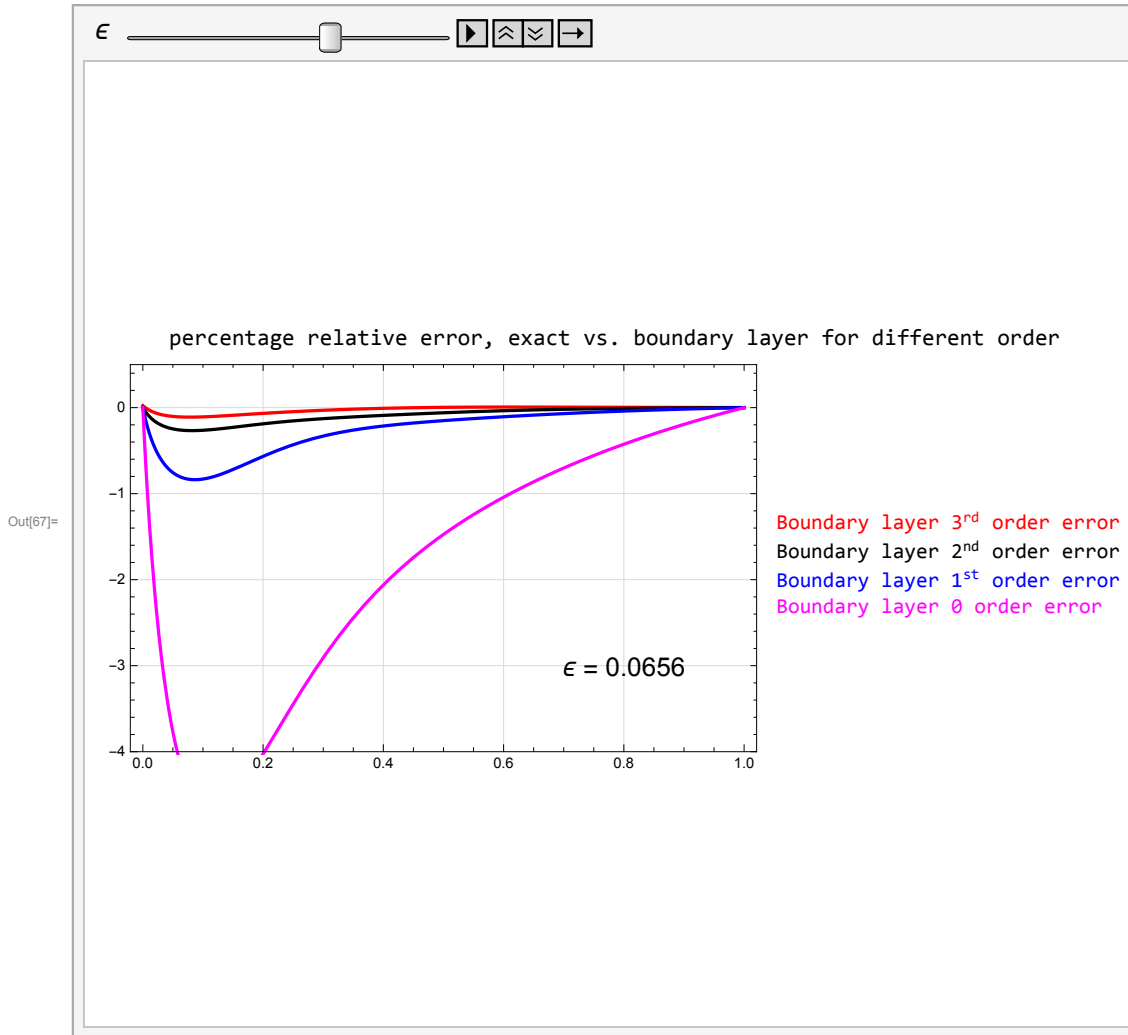 ϵ
percentage relative error, exact vs. boundary layer for different order
0
-1
-2
-3
-4
0.0 0.2 0.4 0.6 0.8 1.0
ϵ = 0.0656
Out[67]=
Boundary layer 3rd order error
Boundary layer 2nd order error
Boundary layer 1st order error
Boundary layer 0 order error